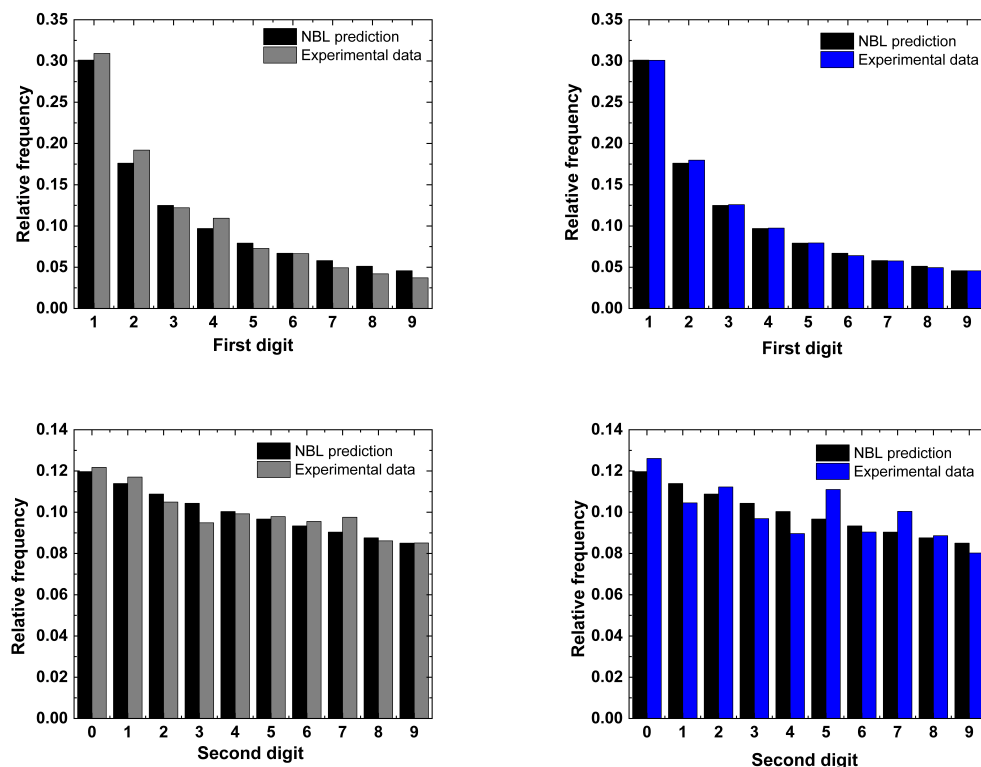 0.35
0.30
0.25
0.20
0.15
0.10
0.05
0.00
Relative frequency
NBL prediction
Experimental data
1 2 3 4 5 6 7 8 9
First digit
0.35
0.30
0.25
0.20
0.15
0.10
0.05
0.00
Relative frequency
NBL prediction
Experimental data
1 2 3 4 5 6 7 8 9
First digit
0.14
0.12
0.10
0.08
0.06
0.04
0.02
0.00
Relative frequency
NBL prediction
Experimental data
0 1 2 3 4 5 6 7 8 9
Second digit
0.14
0.12
0.10
0.08
0.06
0.04
0.02
0.00
Relative frequency
NBL prediction
Experimental data
0 1 2 3 4 5 6 7 8 9
Second digit